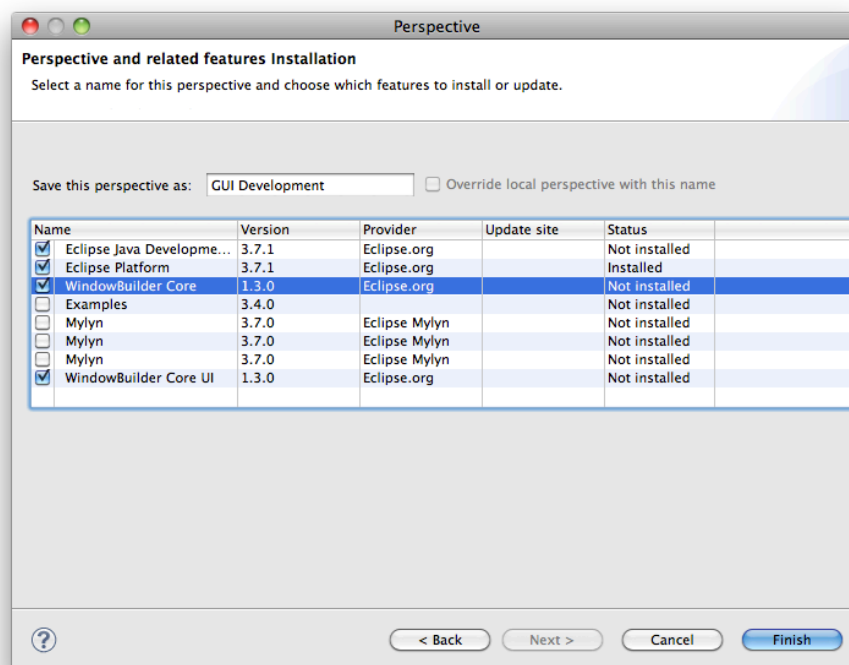 Perspective
Perspective and related features Installation
Select a name for this perspective and choose which features to install or update.
Save this perspective as: GUI Development Override local perspective with this name
Name Version Provider Update site Status
Eclipse Java Developme... 3.7.1 Eclipse.org Not installed
Eclipse Platform 3.7.1 Eclipse.org Installed
WindowBuilder Core 1.3.0 Eclipse.org Not installed
Examples 3.4.0 Not installed
Mylyn 3.7.0 Eclipse Mylyn Not installed
Mylyn 3.7.0 Eclipse Mylyn Not installed
Mylyn 3.7.0 Eclipse Mylyn Not installed
WindowBuilder Core UI 1.3.0 Eclipse.org Not installed
? < Back Next > Cancel Finish